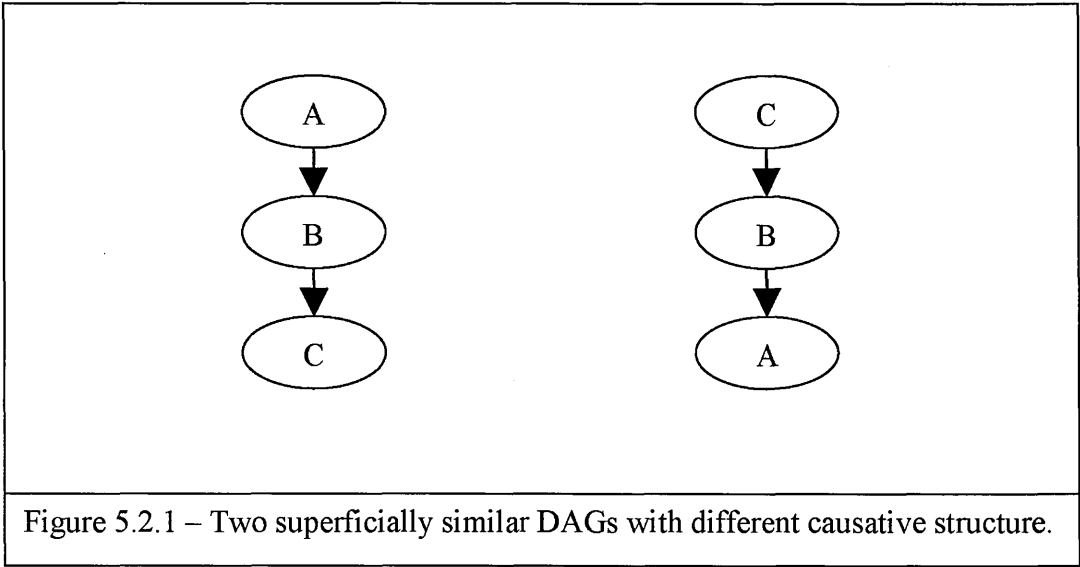 A
B
C
C
B
A
Figure 5.2.1 – Two superficially similar DAGs with different causative structure.